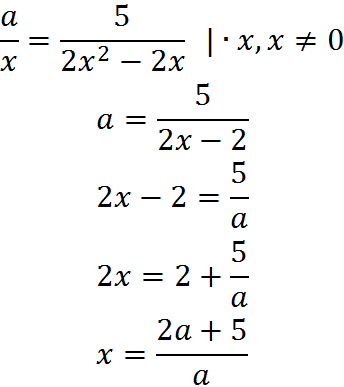 a/x = 5/(2x² − 2x) | · x, x ≠ 0
a = 5/(2x − 2)
2x − 2 = 5/a
2x = 2 + 5/a
x = (2a + 5)/a